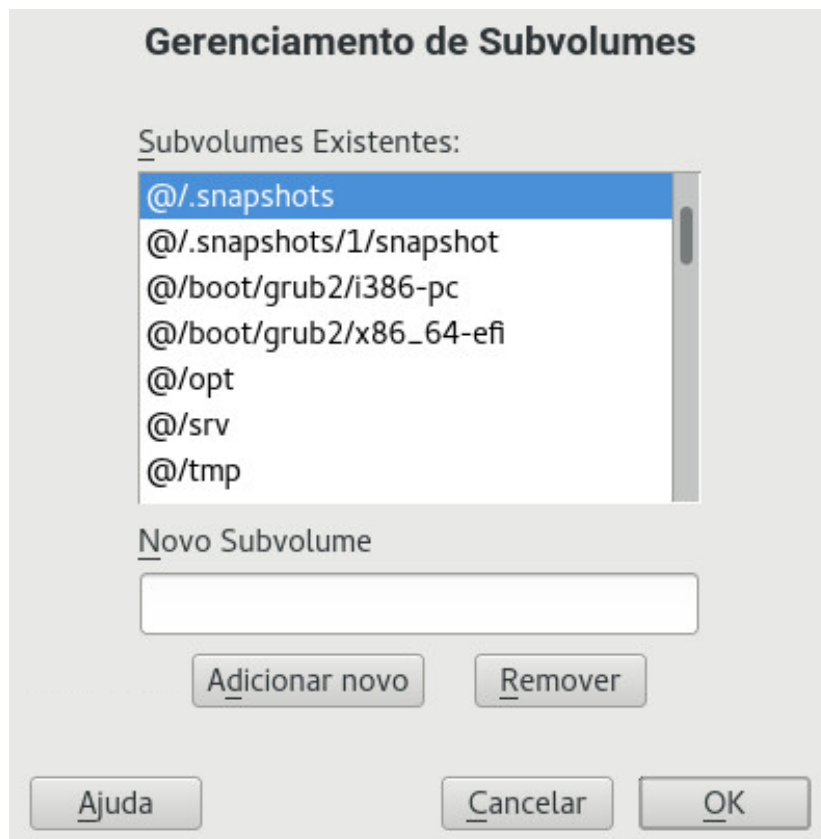 Gerenciamento de Subvolumes
Subvolumes Existentes:
@/.snapshots
@/.snapshots/1/snapshot
@/boot/grub2/i386-pc
@/boot/grub2/x86_64-efi
@/opt
@/srv
@/tmp
Novo Subvolume
Adicionar novo Remover
Ajuda Cancelar OK